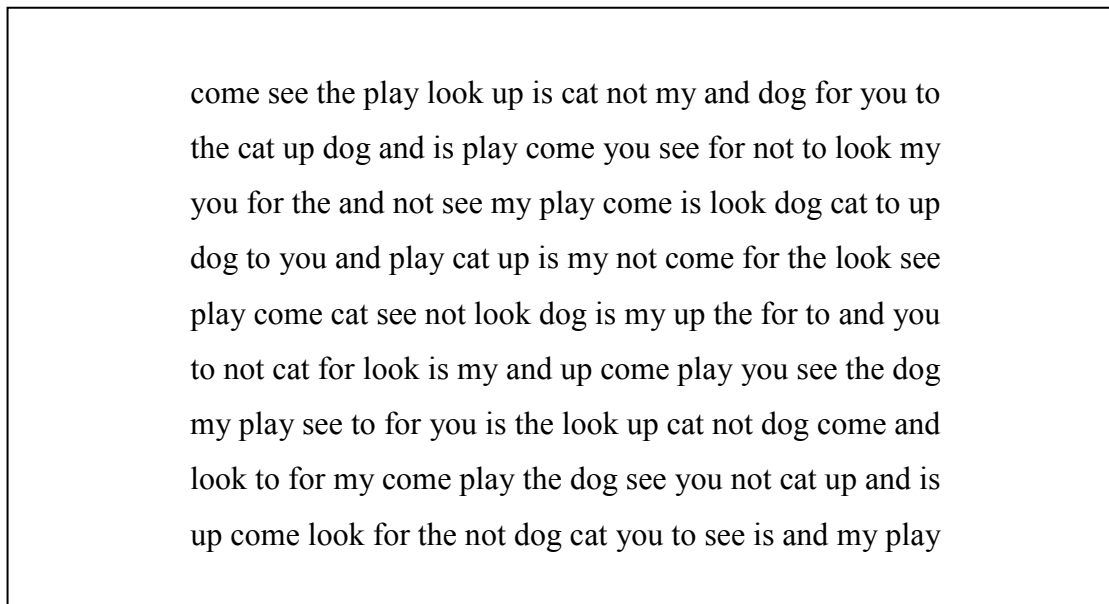 come see the play look up is cat not my and dog for you to
the cat up dog and is play come you see for not to look my
you for the and not see my play come is look dog cat to up
dog to you and play cat up is my not come for the look see
play come cat see not look dog is my up the for to and you
to not cat for look is my and up come play you see the dog
my play see to for you is the look up cat not dog come and
look to for my come play the dog see you not cat up and is
up come look for the not dog cat you to see is and my play